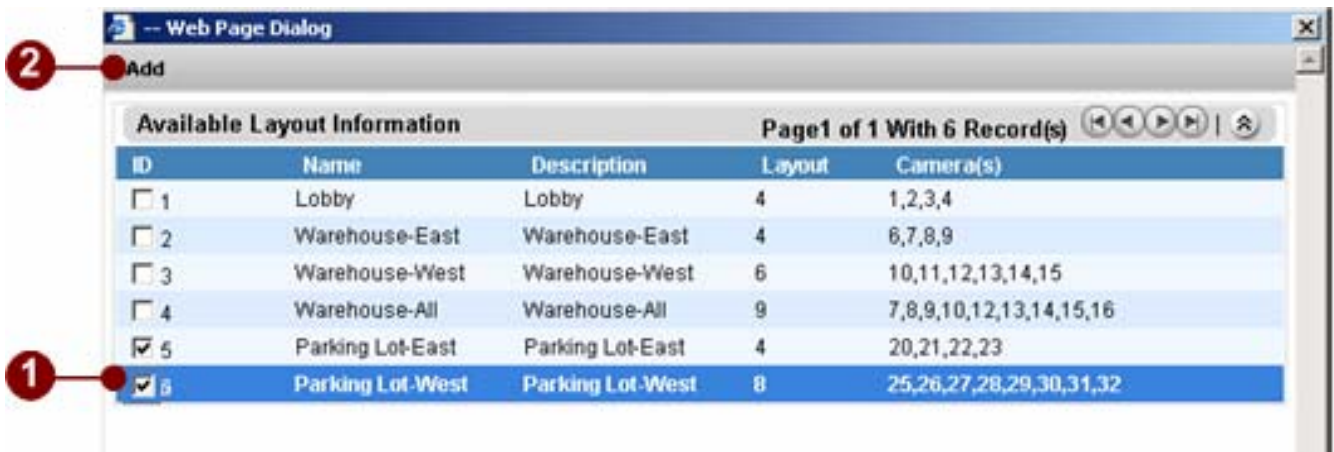 -- Web Page Dialog
2
Add
Available Layout Information Page1 of 1 With 6 Record(s)
ID Name Description Layout Camera(s)
1 Lobby Lobby 4 1,2,3,4
2 Warehouse-East Warehouse-East 4 6,7,8,9
3 Warehouse-West Warehouse-West 6 10,11,12,13,14,15
4 Warehouse-All Warehouse-All 9 7,8,9,10,12,13,14,15,16
5 Parking Lot-East Parking Lot-East 4 20,21,22,23
1
6 Parking Lot-West Parking Lot-West 8 25,26,27,28,29,30,31,32